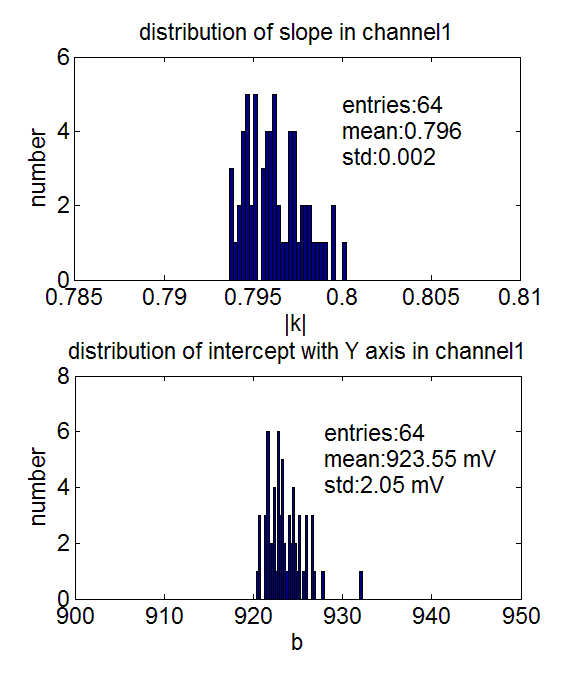 distribution of slope in channel1
6
4
2
0
number
entries:64
mean:0.796
std:0.002
0.785 0.79 0.795 0.8 0.805 0.81
|k|
distribution of intercept with Y axis in channel1
8
6
4
2
0
number
entries:64
mean:923.55 mV
std:2.05 mV
900 910 920 930 940 950
b